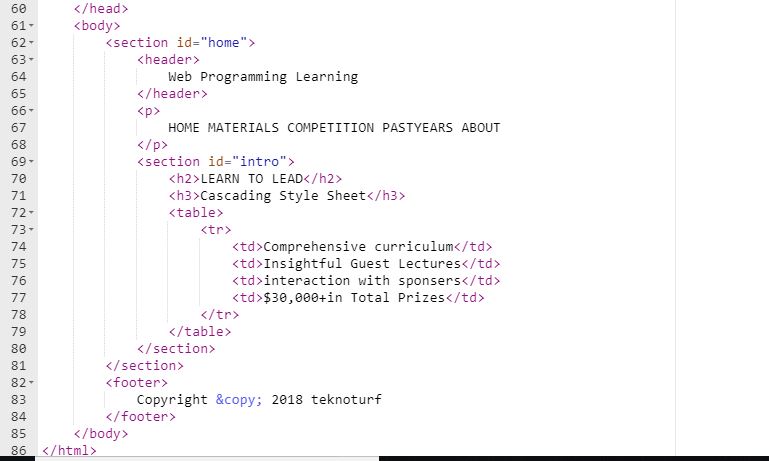 60 </head>
61 <body>
62 <section id="home">
63 <header>
64 Web Programming Learning
65 </header>
66 <p>
67 HOME MATERIALS COMPETITION PASTYEARS ABOUT
68 </p>
69 <section id="intro">
70 <h2>LEARN TO LEAD</h2>
71 <h3>Cascading Style Sheet</h3>
72 <table>
73 <tr>
74 <td>Comprehensive curriculum</td>
75 <td>Insightful Guest Lectures</td>
76 <td>interaction with sponsers</td>
77 <td>$30,000+in Total Prizes</td>
78 </tr>
79 </table>
80 </section>
81 </section>
82 <footer>
83 Copyright &copy; 2018 teknoturf
84 </footer>
85 </body>
86 </html>